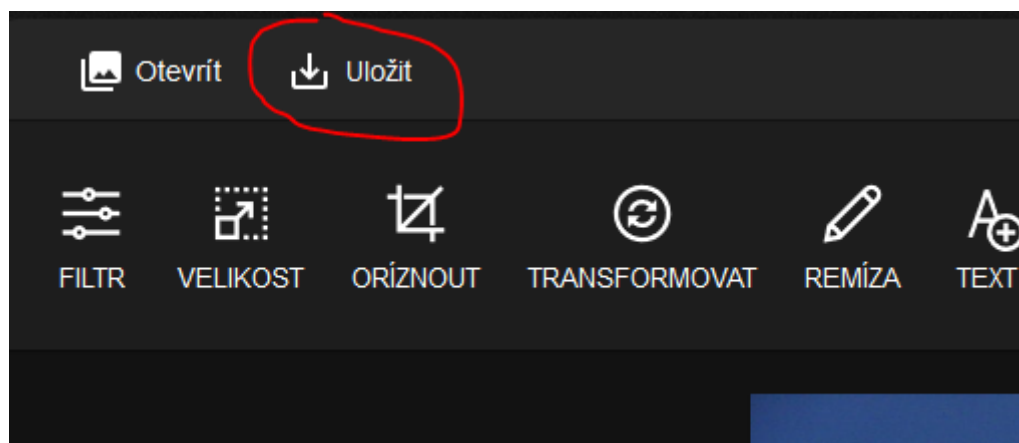 Otevrít Uložit
FILTR VELIKOST ORÍZNOUT TRANSFORMOVAT REMÍZA TEXT